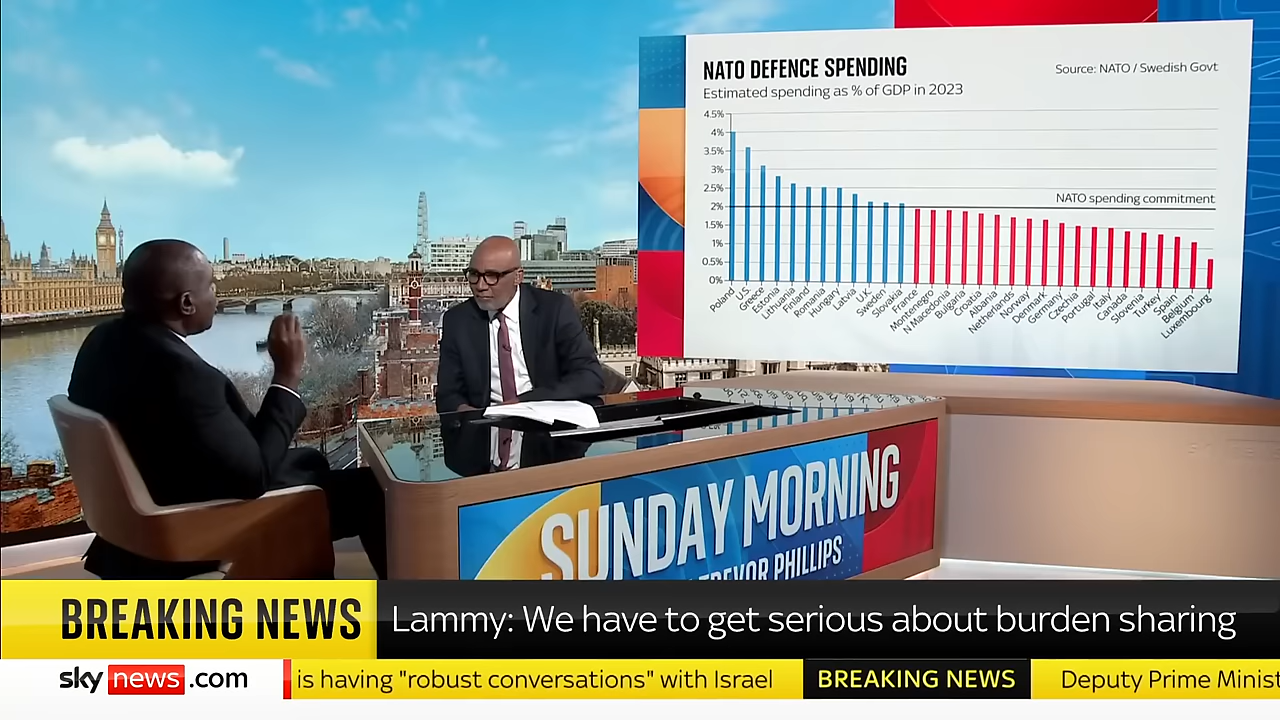 NATO DEFENCE SPENDING
Source: NATO / Swedish Govt
Estimated spending as % of GDP in 2023
4.5%
4%
3.5%
3%
2.5%
NATO spending commitment
2%
1.5%
1%
0.5%
0%
Poland
U.S.
Greece
Estonia
Lithuania
Finland
Romania
Hungary
Latvia
UK
Sweden
Slovakia
France
Montenegro
N Macedonia
Bulgaria
Croatia
Albania
Netherlands
Norway
Denmark
Germany
Czechia
Portugal
Italy
Canada
Slovenia
Turkey
Spain
Belgium
Luxembourg
SUNDAY MORNING
TREVOR PHILLIPS
BREAKING NEWS
Lammy: We have to get serious about burden sharing
sky news .com
is having "robust conversations" with Israel
BREAKING NEWS
Deputy Prime Minist